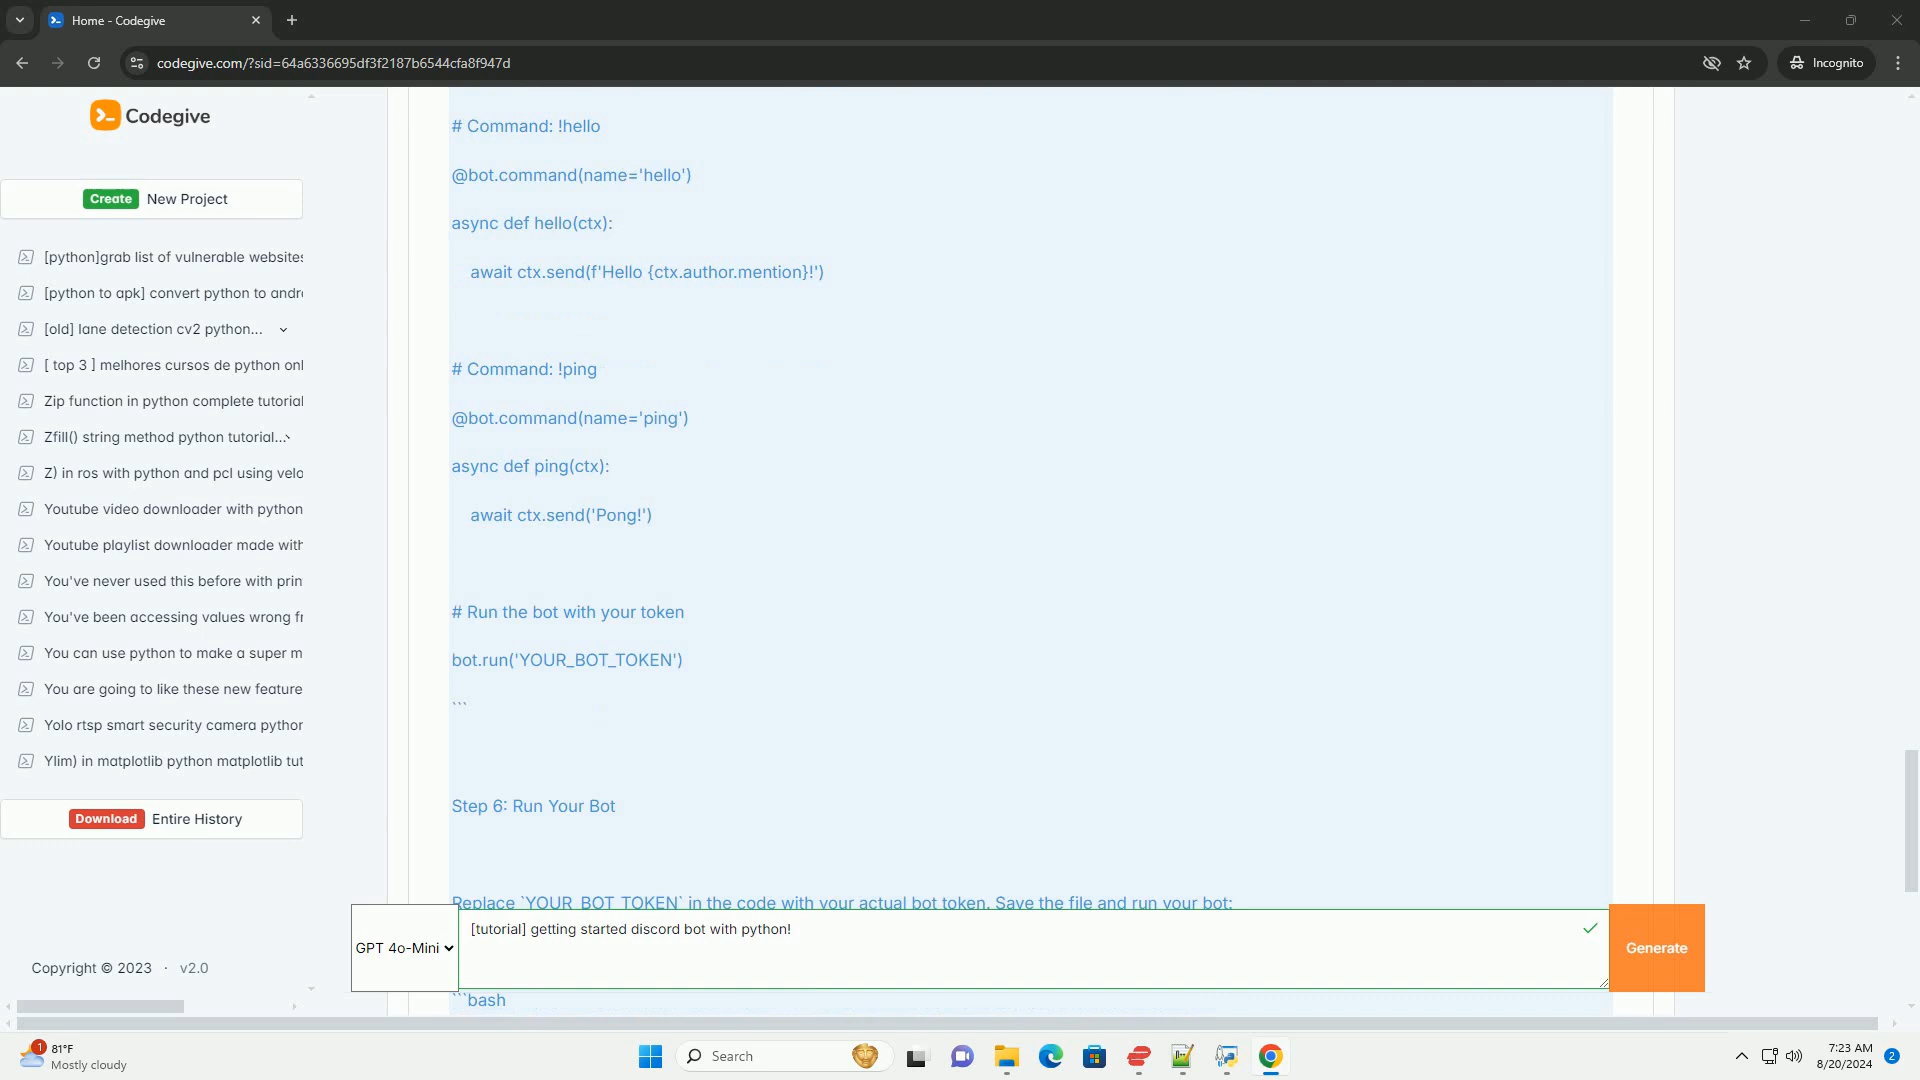 Home - Codegive
codegive.com/?sid=64a6336695df3f2187b6544cfa8f947d
Incognito
Codegive
Create New Project
[python]grab list of vulnerable websites
[python to apk] convert python to andr
[old] lane detection cv2 python...
[ top 3 ] melhores cursos de python onl
Zip function in python complete tutorial
Zfill() string method python tutorial...
Z) in ros with python and pcl using velo
Youtube video downloader with python
Youtube playlist downloader made with
You've never used this before with prin
You've been accessing values wrong fr
You can use python to make a super m
You are going to like these new feature
Yolo rtsp smart security camera python
Ylim) in matplotlib python matplotlib tut
Download Entire History
Copyright © 2023 · v2.0
# Command: !hello
@bot.command(name='hello')
async def hello(ctx):
await ctx.send(f'Hello {ctx.author.mention}!')
# Command: !ping
@bot.command(name='ping')
async def ping(ctx):
await ctx.send('Pong!')
# Run the bot with your token
bot.run('YOUR_BOT_TOKEN')
```
Step 6: Run Your Bot
Replace `YOUR_BOT_TOKEN` in the code with your actual bot token. Save the file and run your bot:
GPT 4o-Mini
[tutorial] getting started discord bot with python!
Generate
```bash
1
81°F
Mostly cloudy
Search
7:23 AM
8/20/2024
2